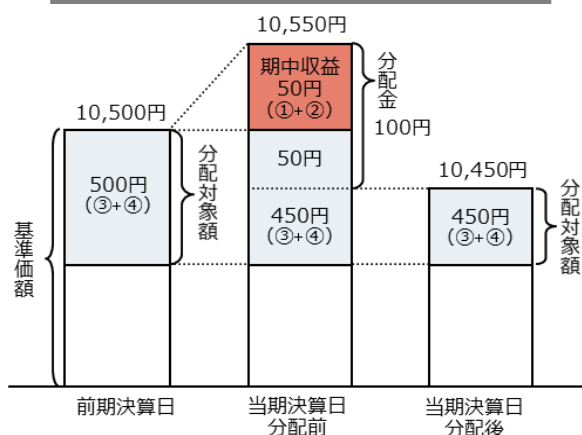 10,550円
期中収益
50円
(①+②)
分配金
100円
10,500円
50円
500円
(③+④)
分配対象額
450円
(③+④)
10,450円
450円
(③+④)
分配対象額
基準価額
前期決算日
当期決算日
分配前
当期決算日
分配後